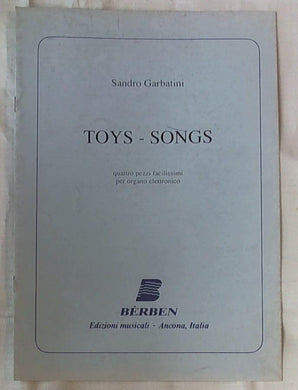 Sandro Garbatini
TOYS - SONGS
quattro pezzi facilissimi
per organo elettronico
BÈRBEN
Edizioni musicali - Ancona, Italia